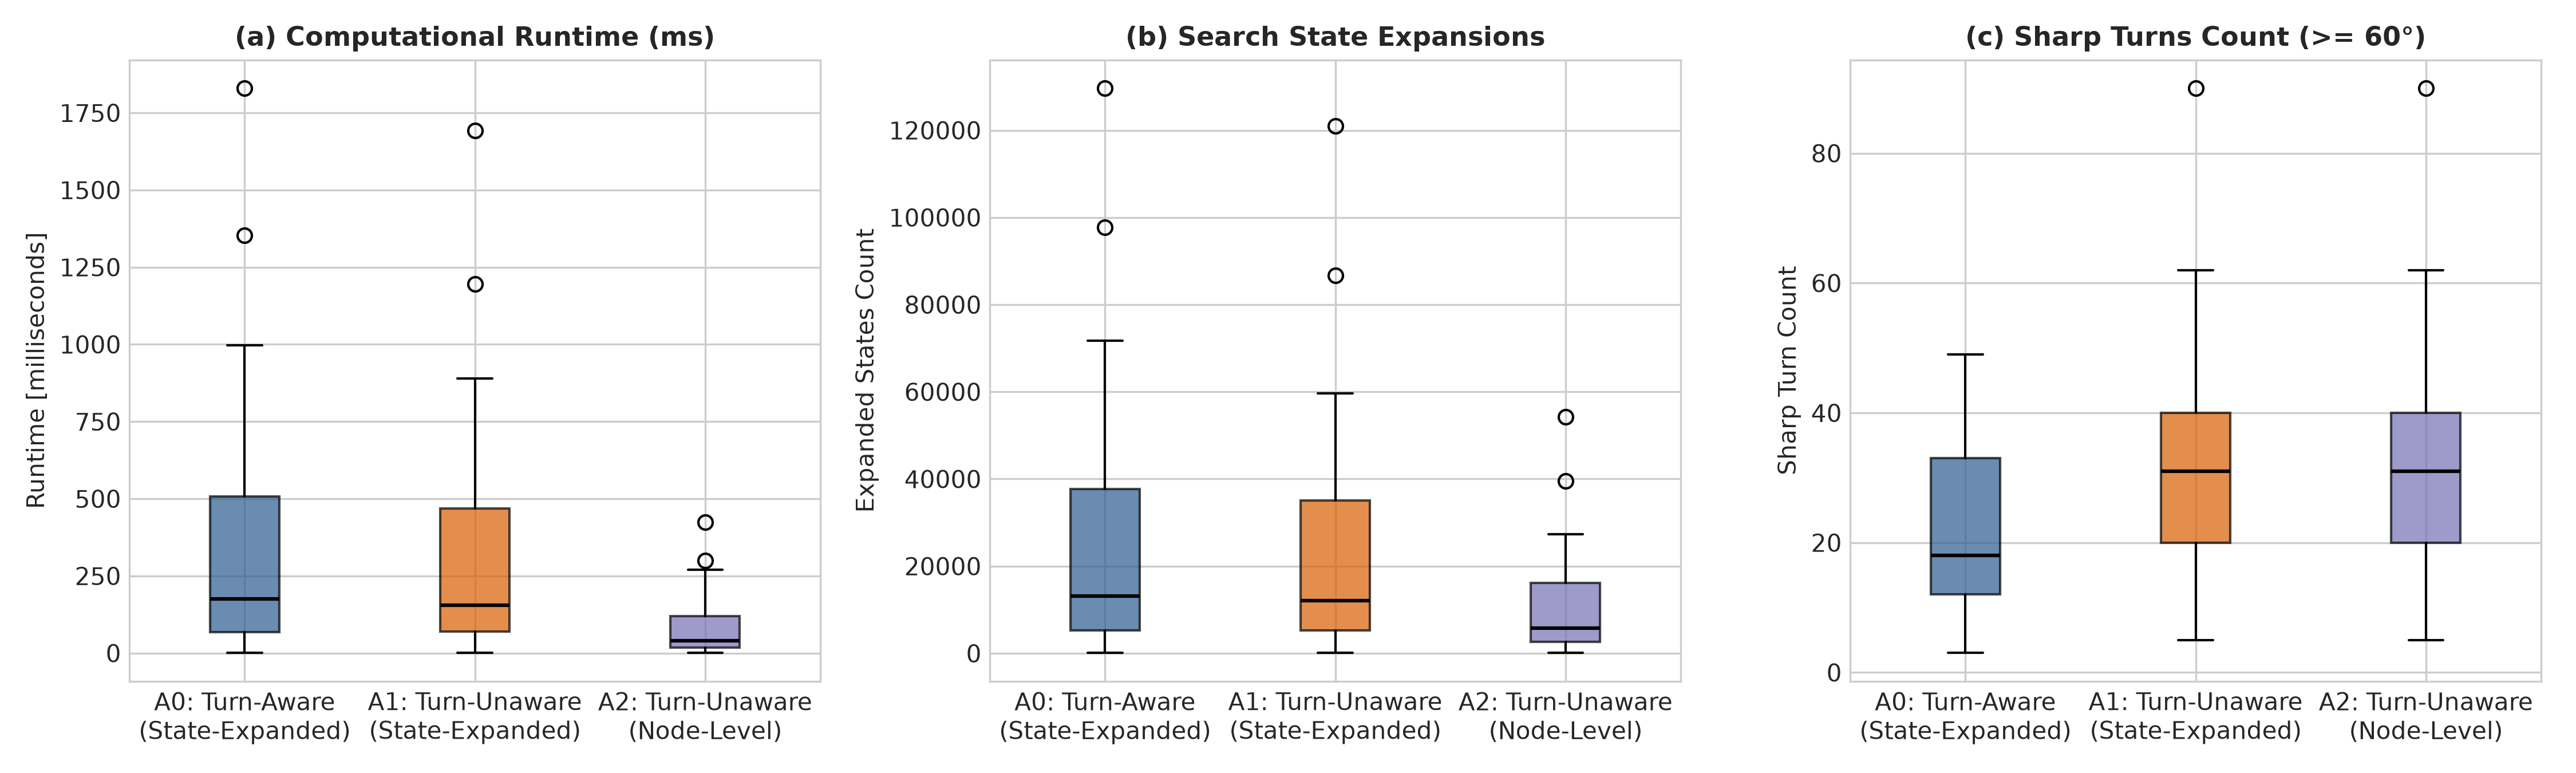 (a) Computational Runtime (ms)
Runtime [milliseconds]
1750
1500
1250
1000
750
500
250
0
A0: Turn-Aware
(State-Expanded)
A1: Turn-Unaware
(State-Expanded)
A2: Turn-Unaware
(Node-Level)
(b) Search State Expansions
Expanded States Count
120000
100000
80000
60000
40000
20000
0
A0: Turn-Aware
(State-Expanded)
A1: Turn-Unaware
(State-Expanded)
A2: Turn-Unaware
(Node-Level)
(c) Sharp Turns Count (>= 60°)
Sharp Turn Count
80
60
40
20
0
A0: Turn-Aware
(State-Expanded)
A1: Turn-Unaware
(State-Expanded)
A2: Turn-Unaware
(Node-Level)